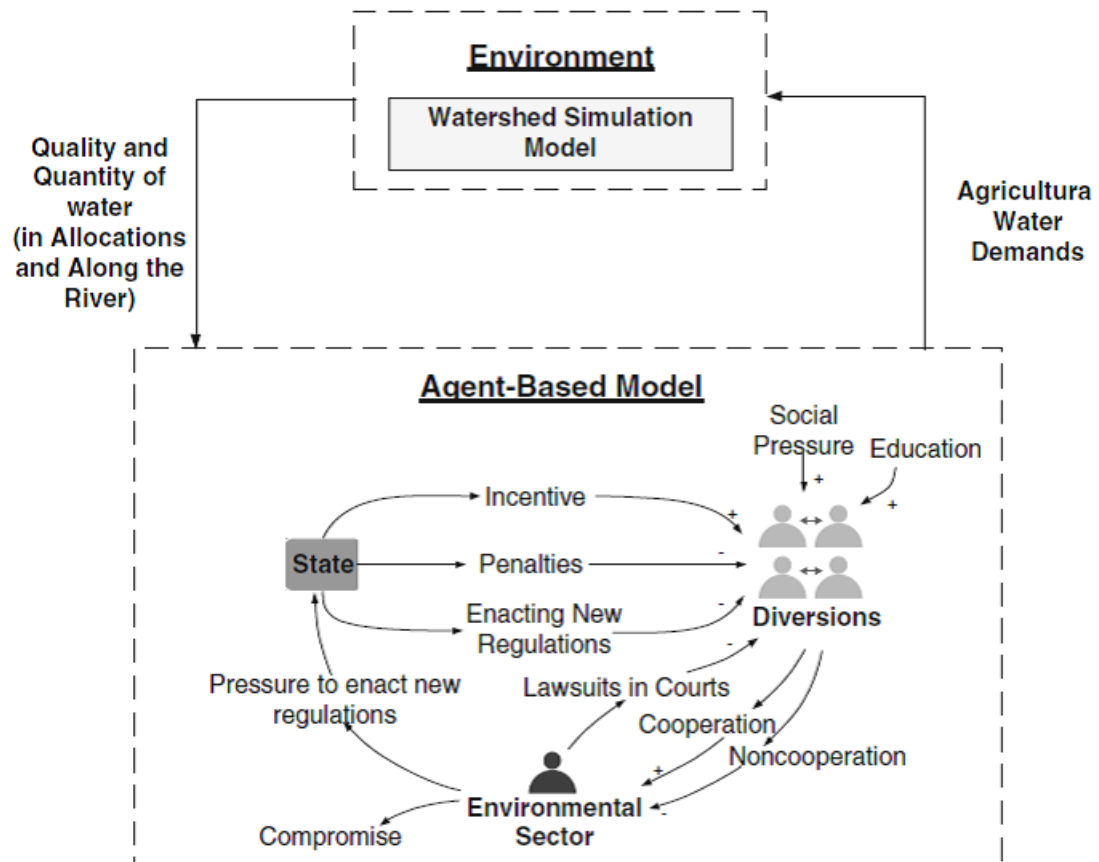 Environment
Watershed Simulation
Model
Quality and
Quantity of
water
(in Allocations
and Along the
River)
Agricultura
Water
Demands
Agent-Based Model
Social
Pressure
Education
+
+
Incentive
+
State
Penalties
-
Enacting New
Regulations
-
Diversions
-
Pressure to enact new
regulations
Lawsuits in Courts
Cooperation
Noncooperation
+
-
Environmental
Sector
Compromise